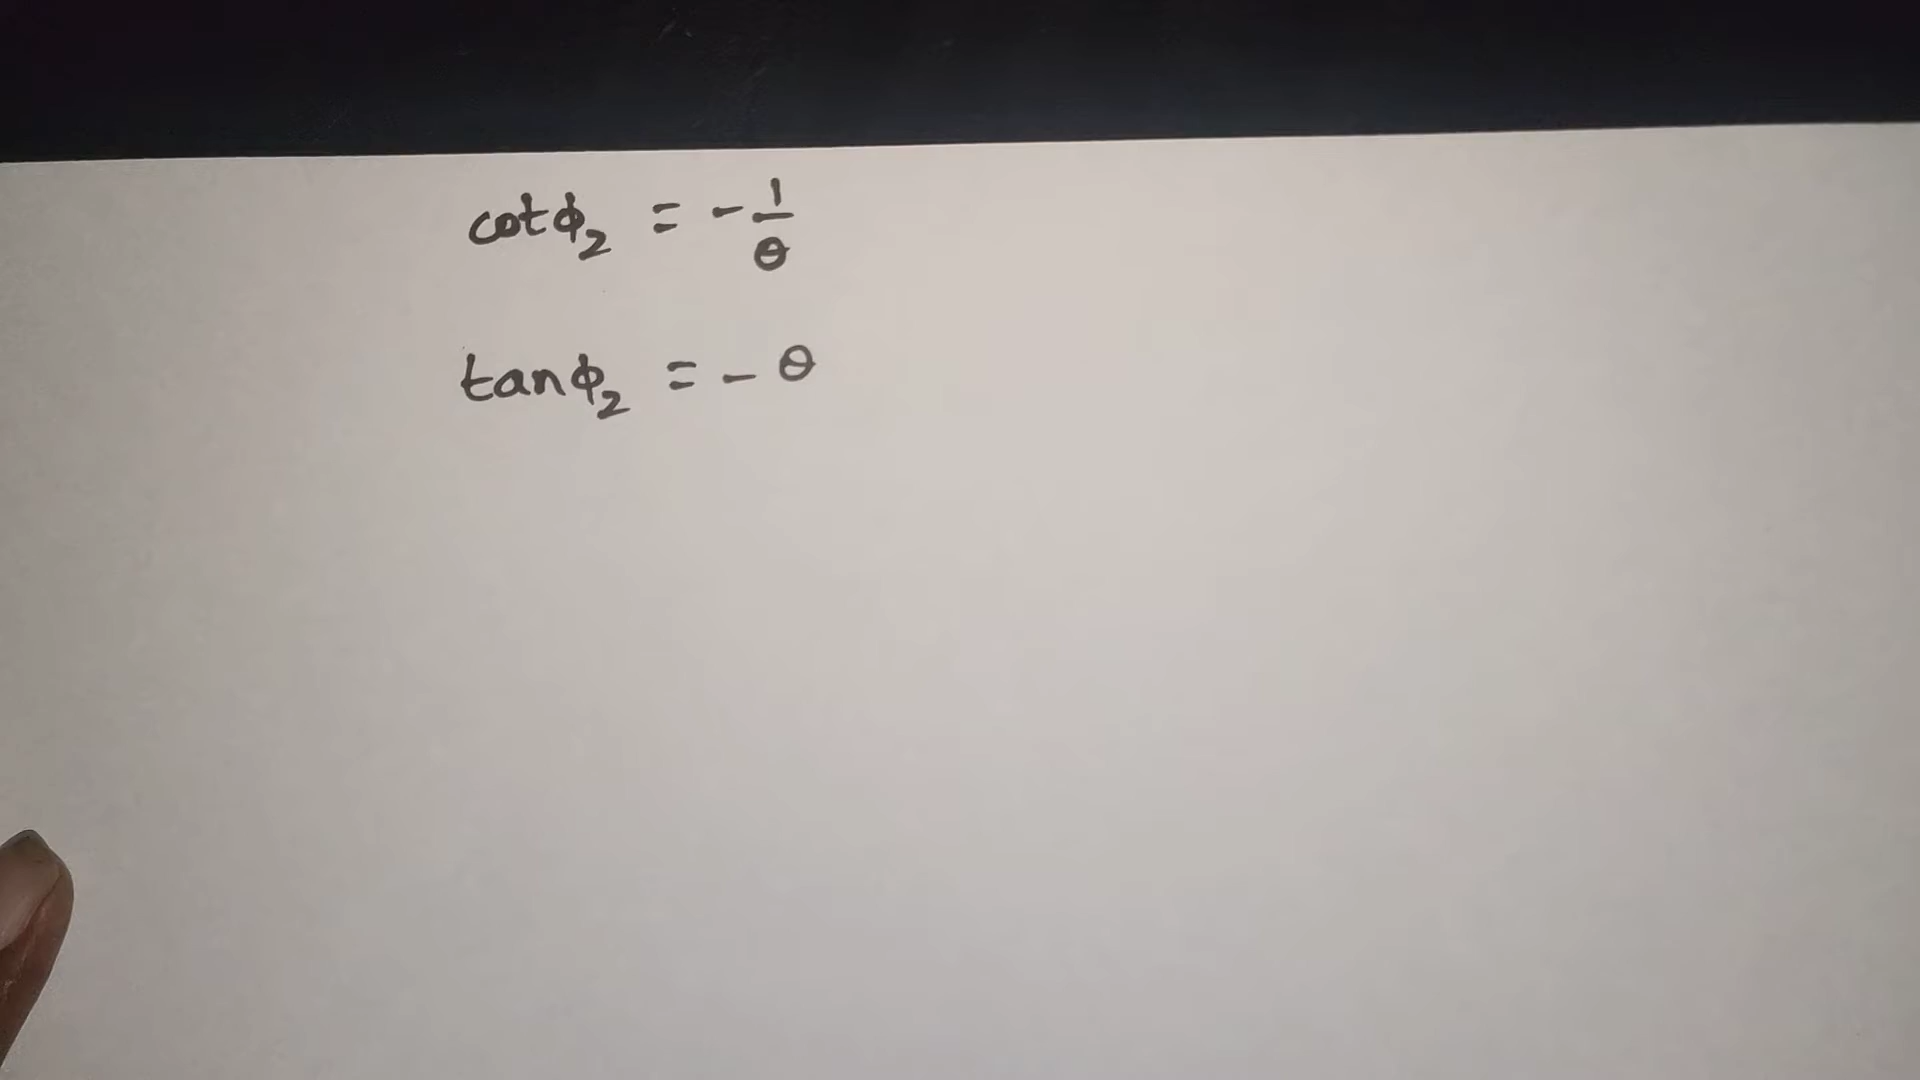 cotϕ₂ = -1/θ
tanϕ₂ = - θ